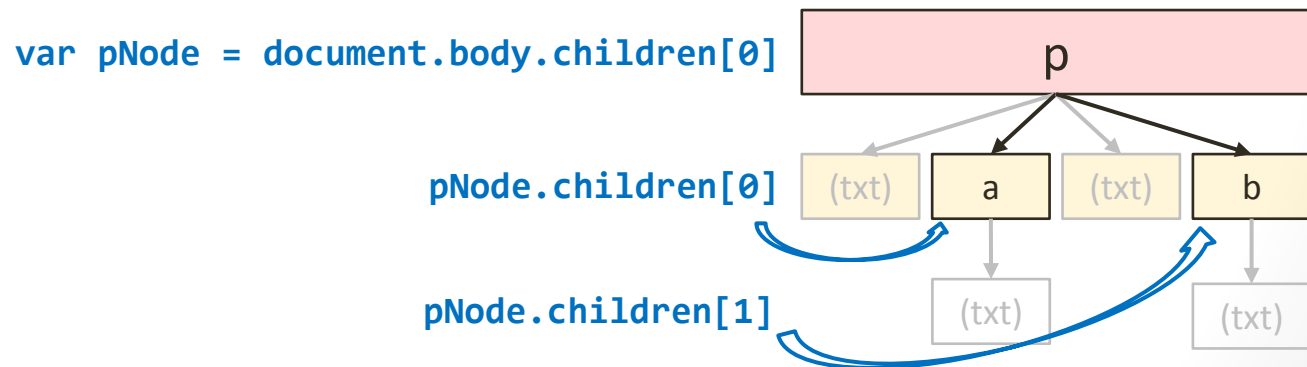 var pNode = document.body.children[0]
p
pNode.children[0]
(txt)
a
(txt)
b
pNode.children[1]
(txt)
(txt)